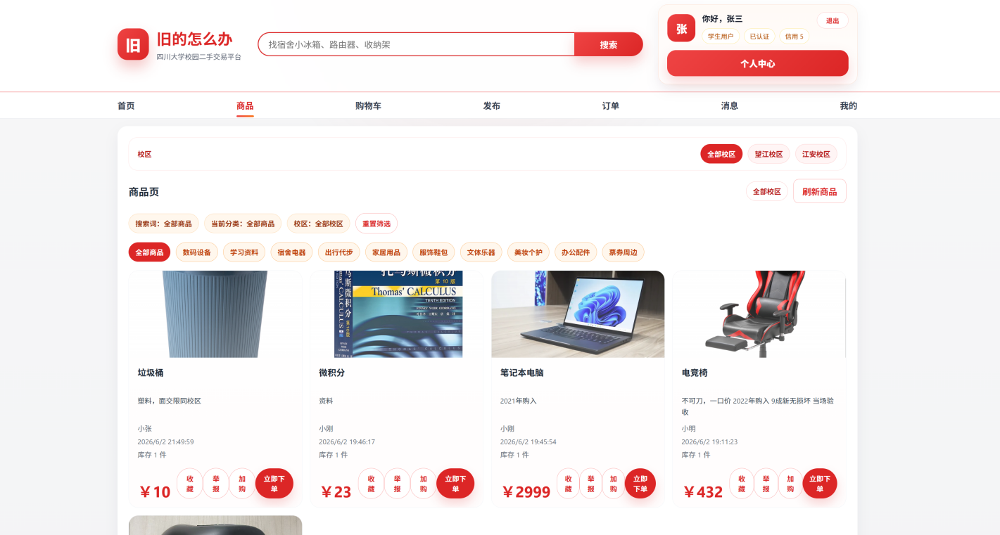 旧
旧的怎么办
四川大学校园二手交易平台
找宿舍小冰箱、路由器、收纳架
搜索
张
你好，张三
退出
学生用户
已认证
信用 5
个人中心
首页
商品
购物车
发布
订单
消息
我的
校区
全部校区
望江校区
江安校区
商品页
全部校区
刷新商品
搜索词：全部商品
当前分类：全部商品
校区：全部校区
重置筛选
全部商品
数码设备
学习资料
宿舍电器
出行代步
家居用品
服饰鞋包
文体乐器
美妆个护
办公配件
票券周边
垃圾桶
塑料，面交限同校区
小张
2026/6/2 21:49:59
库存 1 件
￥10
收
藏
举
报
加
购
立即下
单
第 10 版
Thomas' CALCULUS
TENTH EDITION
FINNEY WEIR GIORDANO
THOMAS' CALCULUS
微积分
资料
小刚
2026/6/2 19:46:17
库存 1 件
￥23
收
藏
举
报
加
购
立即下
单
笔记本电脑
2021年购入
小刚
2026/6/2 19:45:54
库存 1 件
￥2999
收
藏
举
报
加
购
立即
下单
电竞椅
不可刀，一口价 2022年购入 9成新无损坏 当场验
收
小明
2026/6/2 19:11:23
库存 1 件
￥432
收
藏
举
报
加
购
立即下
单